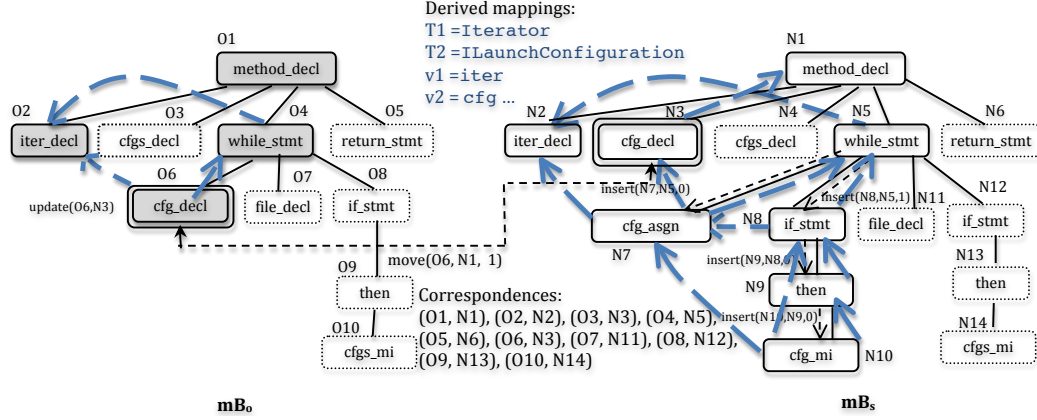 Derived mappings:
T1 =Iterator
T2 =ILaunchConfiguration
v1 =iter
v2 = cfg ...
O1
method_decl
O2
O3
O4
O5
iter_decl
cfgs_decl
while_stmt
return_stmt
O6
O7
O8
update(O6,N3)
cfg_decl
file_decl
if_stmt
move(O6, N1, 1)
O9
then
O10
cfgs_mi
mBo
Correspondences:
(O1, N1), (O2, N2), (O3, N3), (O4, N5),
(O5, N6), (O6, N3), (O7, N11), (O8, N12),
(O9, N13), (O10, N14)
N1
method_decl
N2
N3
N4
N5
N6
iter_decl
cfg_decl
cfgs_decl
while_stmt
return_stmt
insert(N7,N5,0)
insert(N8,N5,1)
N11
N12
cfg_asgn
N7
N8
if_stmt
file_decl
if_stmt
insert(N9,N8,0)
N9
then
N13
then
insert(N10,N9,0)
cfg_mi
N10
N14
cfgs_mi
mBs